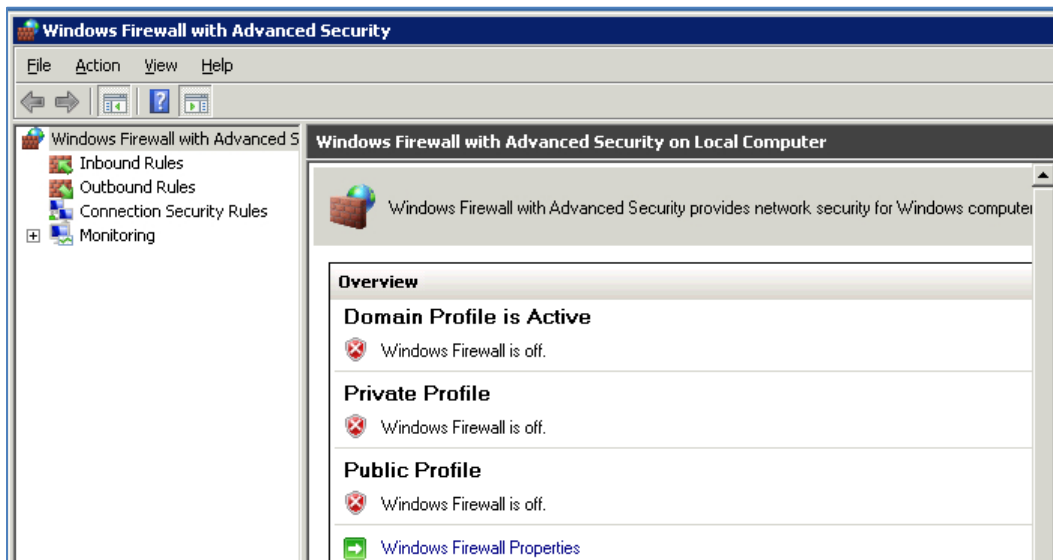 Windows Firewall with Advanced Security
File Action View Help
Windows Firewall with Advanced S
Inbound Rules
Outbound Rules
Connection Security Rules
Monitoring
Windows Firewall with Advanced Security on Local Computer
Windows Firewall with Advanced Security provides network security for Windows computer
Overview
Domain Profile is Active
Windows Firewall is off.
Private Profile
Windows Firewall is off.
Public Profile
Windows Firewall is off.
Windows Firewall Properties